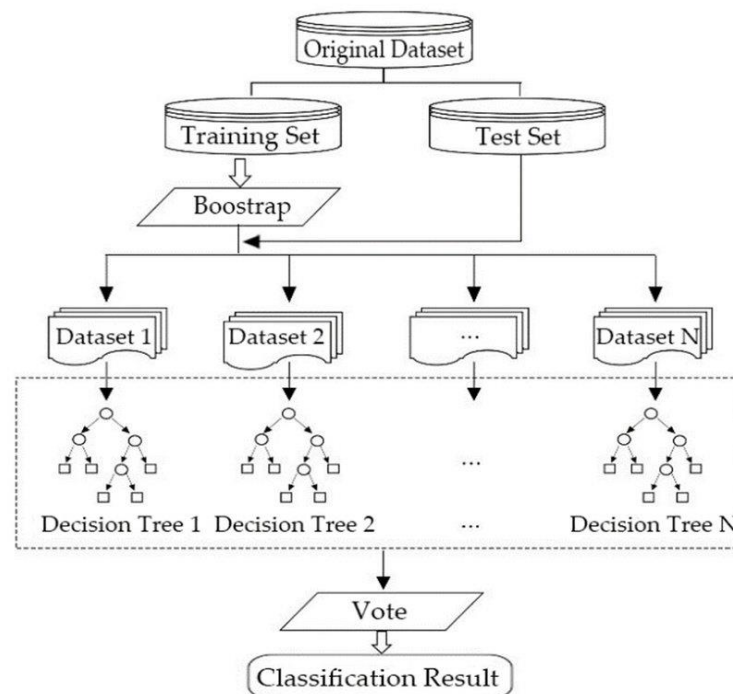 Original Dataset
Training Set
Test Set
Boostrap
Dataset 1
Dataset 2
...
Dataset N
...
Decision Tree 1
Decision Tree 2
...
Decision Tree N
Vote
Classification Result